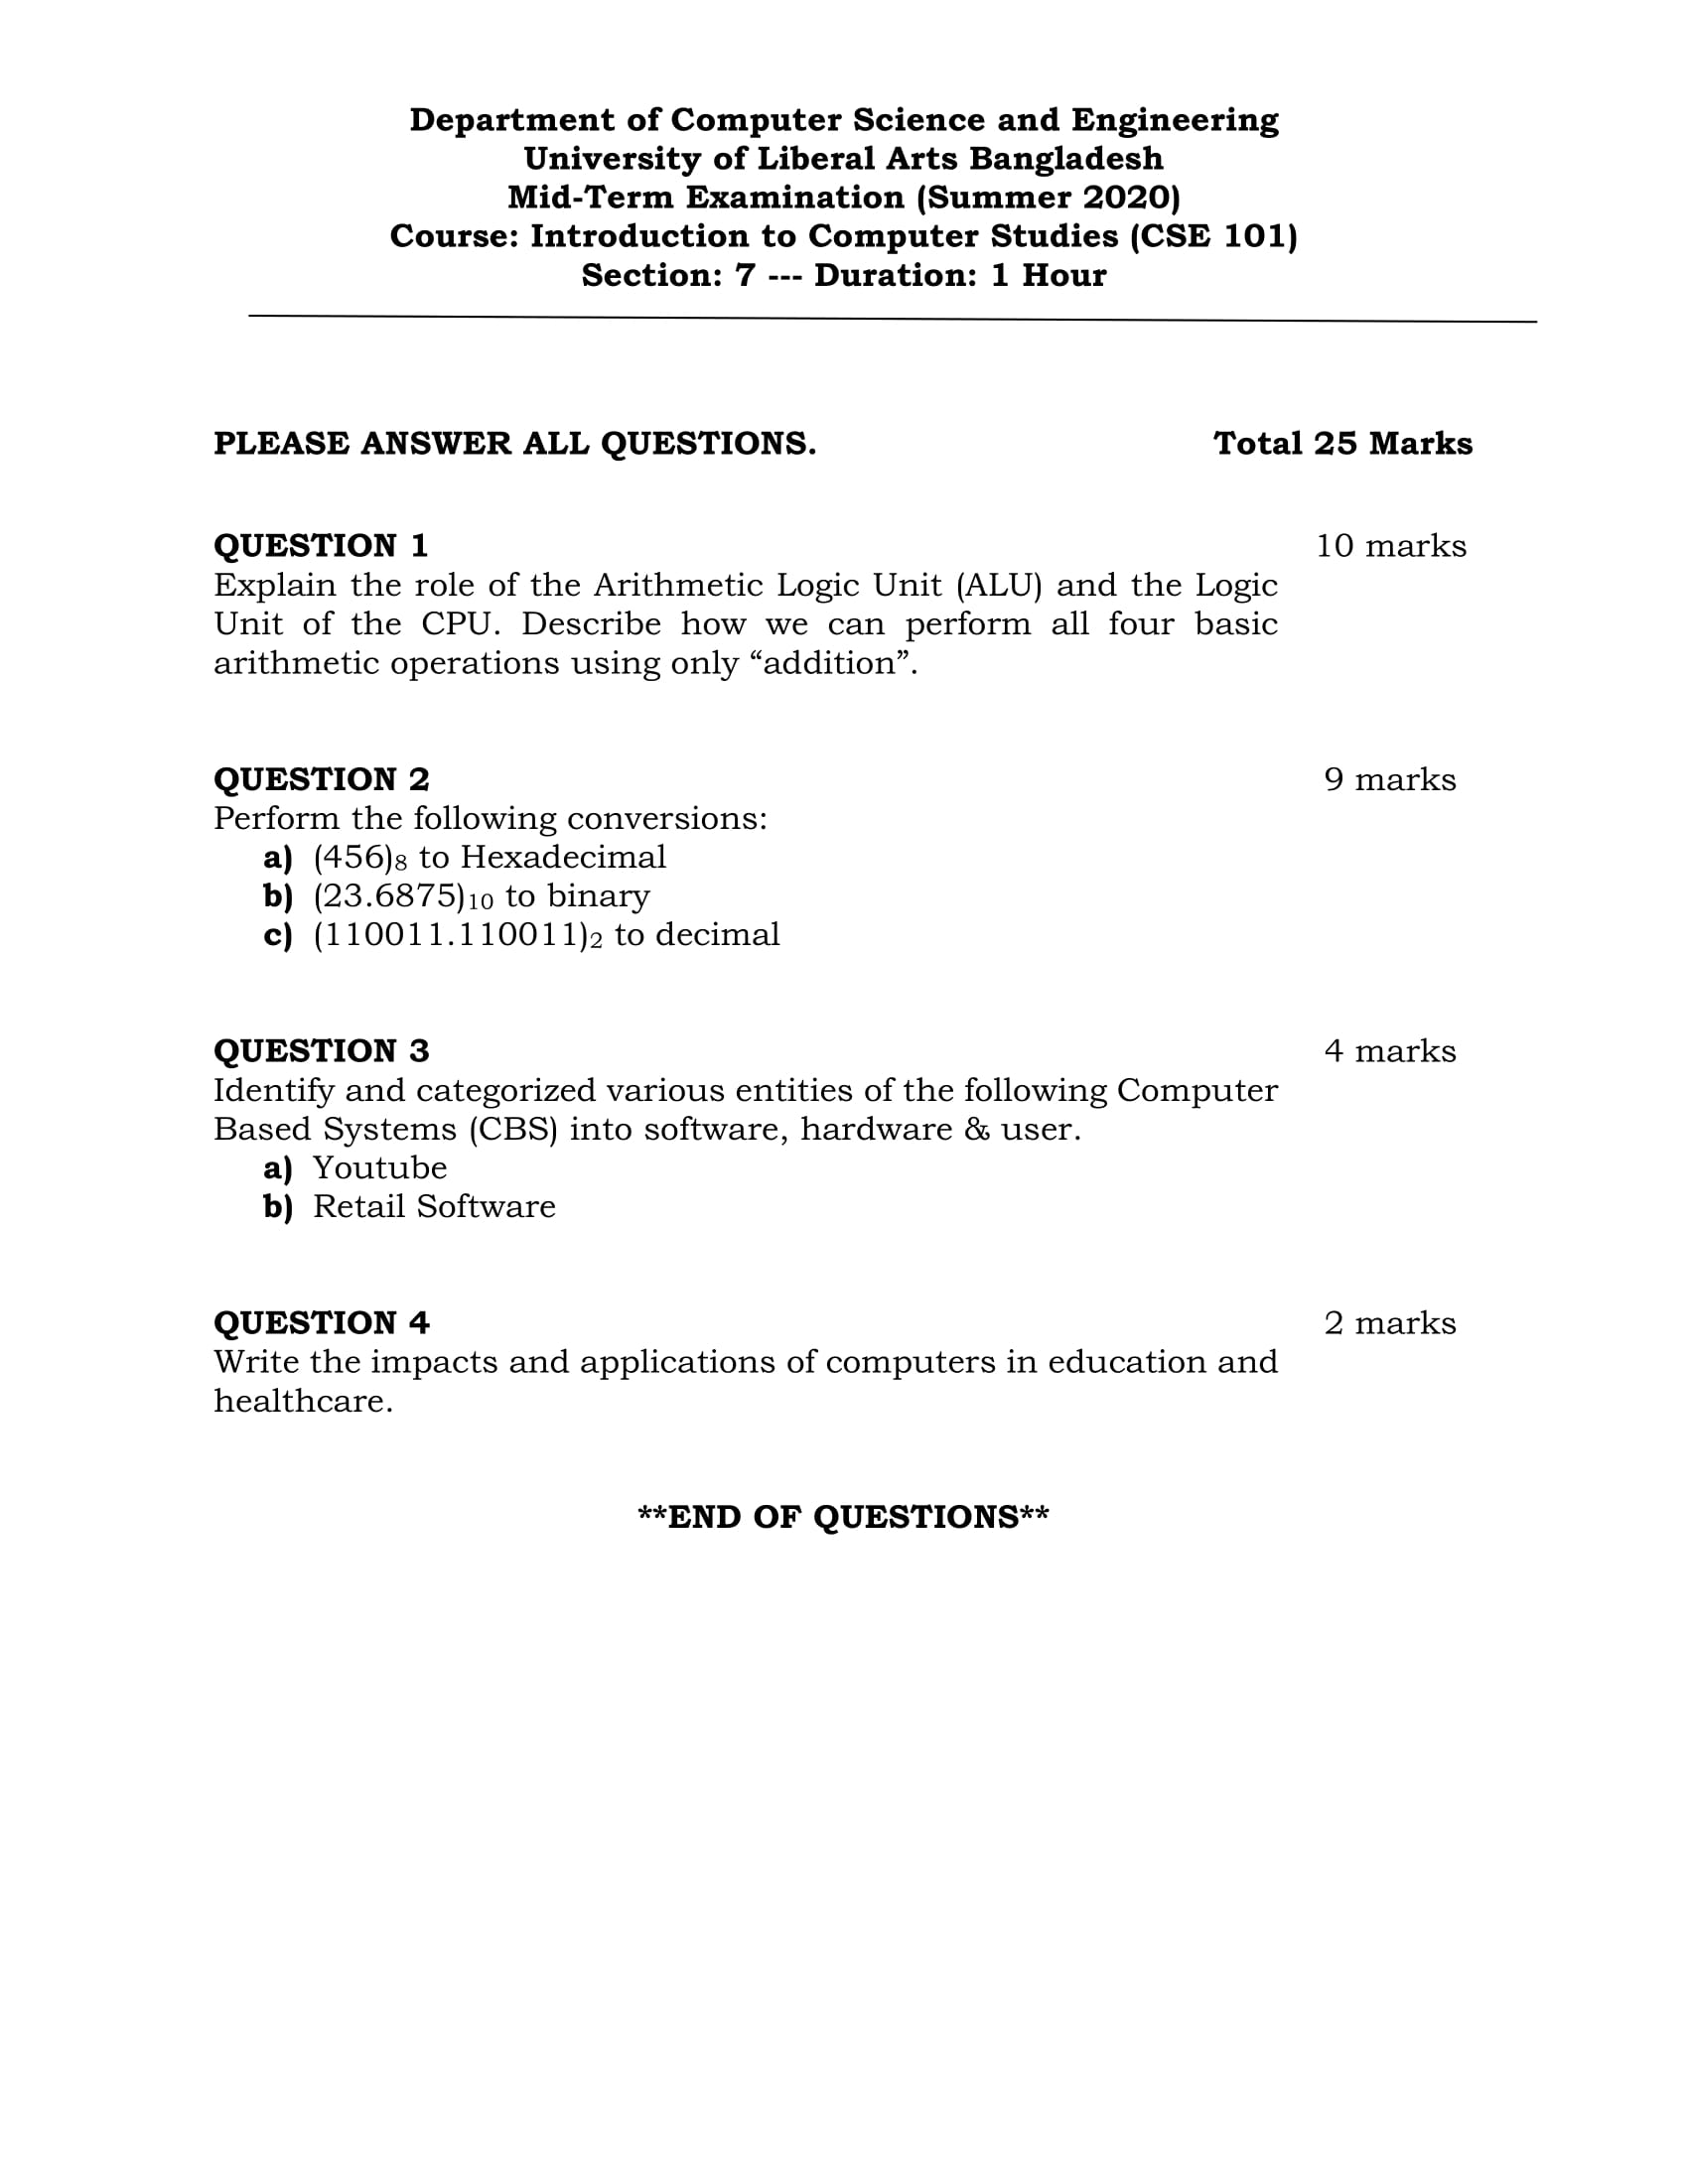 Department of Computer Science and Engineering
University of Liberal Arts Bangladesh
Mid-Term Examination (Summer 2020)
Course: Introduction to Computer Studies (CSE 101)
Section: 7 --- Duration: 1 Hour
PLEASE ANSWER ALL QUESTIONS. Total 25 Marks
QUESTION 1 10 marks
Explain the role of the Arithmetic Logic Unit (ALU) and the Logic
Unit of the CPU. Describe how we can perform all four basic
arithmetic operations using only “addition”.
QUESTION 2 9 marks
Perform the following conversions:
a) (456)₈ to Hexadecimal
b) (23.6875)₁₀ to binary
c) (110011.110011)₂ to decimal
QUESTION 3 4 marks
Identify and categorized various entities of the following Computer
Based Systems (CBS) into software, hardware & user.
a) Youtube
b) Retail Software
QUESTION 4 2 marks
Write the impacts and applications of computers in education and
healthcare.
**END OF QUESTIONS**